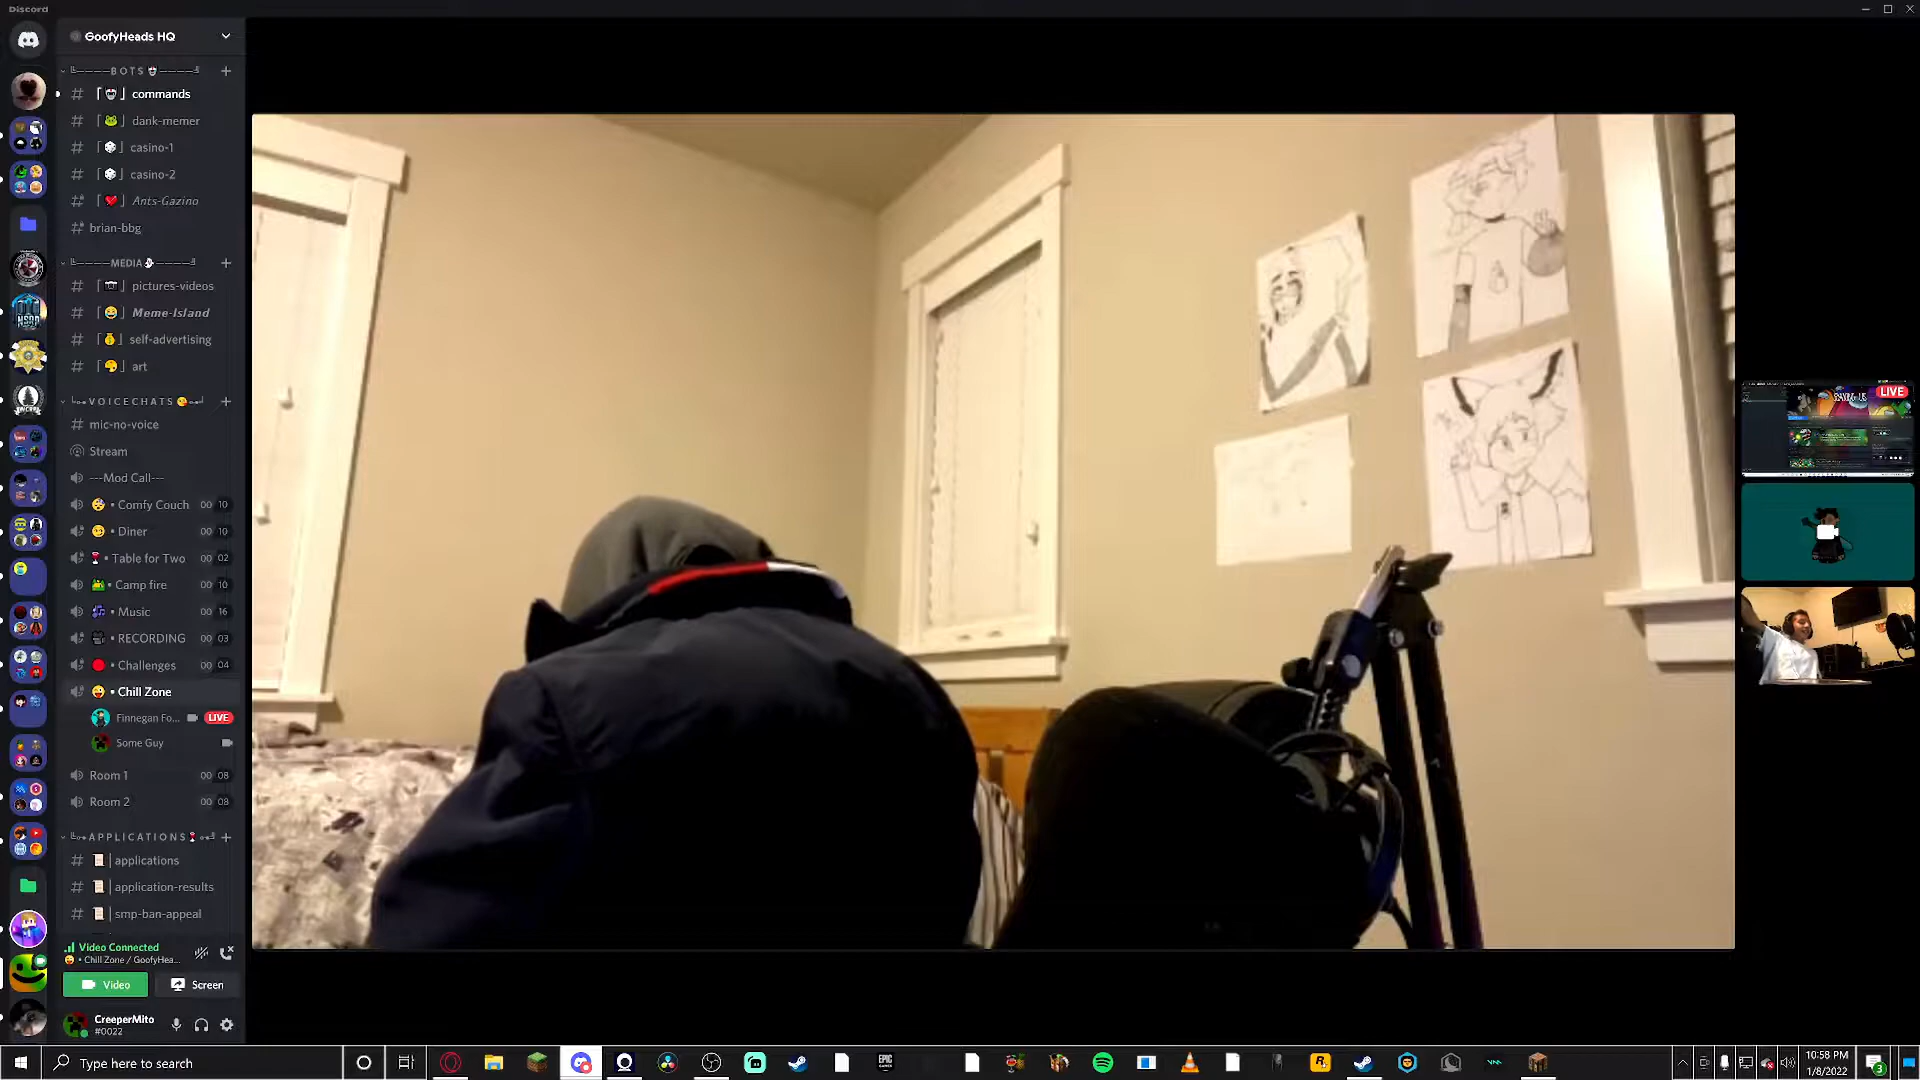 Discord
GoofyHeads HQ
BOTS
commands
dank-memer
casino-1
casino-2
Ants-Gazino
brian-bbg
MEDIA
pictures-videos
Meme-Island
self-advertising
art
VOICECHATS
mic-no-voice
Stream
---Mod Call---
• Comfy Couch 00 10
• Diner 00 10
• Table for Two 00 02
• Camp fire 00 10
• Music 00 16
• RECORDING 00 03
• Challenges 00 04
• Chill Zone
Finnegan Fo... LIVE
Some Guy
Room 1 00 08
Room 2 00 08
APPLICATIONS
applications
application-results
smp-ban-appeal
Video Connected
• Chill Zone / GoofyHea...
Video Screen
CreeperMito
#0022
LIVE
Type here to search
10:58 PM
1/8/2022
3